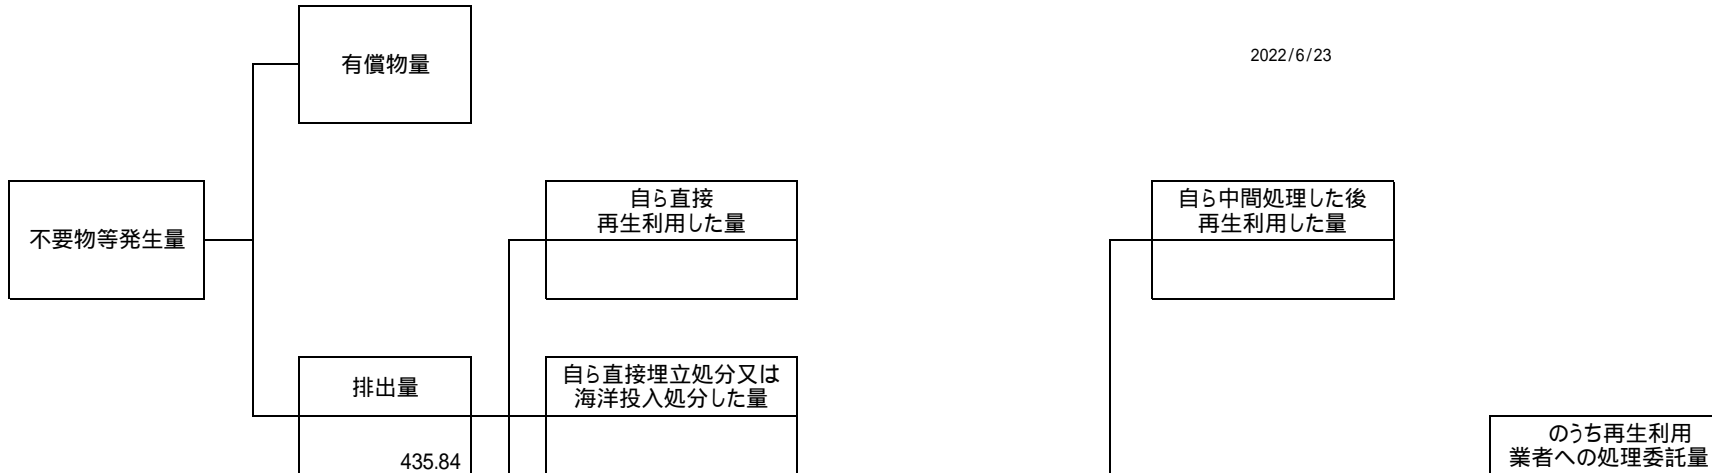 有償物量
2022/6/23
不要物等発生量
自ら直接
再生利用した量
自ら中間処理した後
再生利用した量
排出量
435.84
自ら直接埋立処分又は
海洋投入処分した量
のうち再生利用
業者への処理委託量